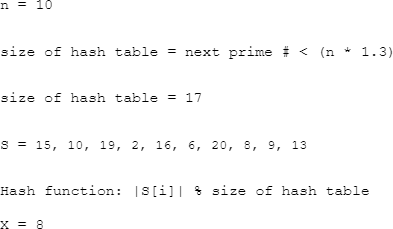 n = 10
size of hash table = next prime # < (n * 1.3)
size of hash table = 17
S = 15, 10, 19, 2, 16, 6, 20, 8, 9, 13
Hash function: |S[i]| % size of hash table
X = 8